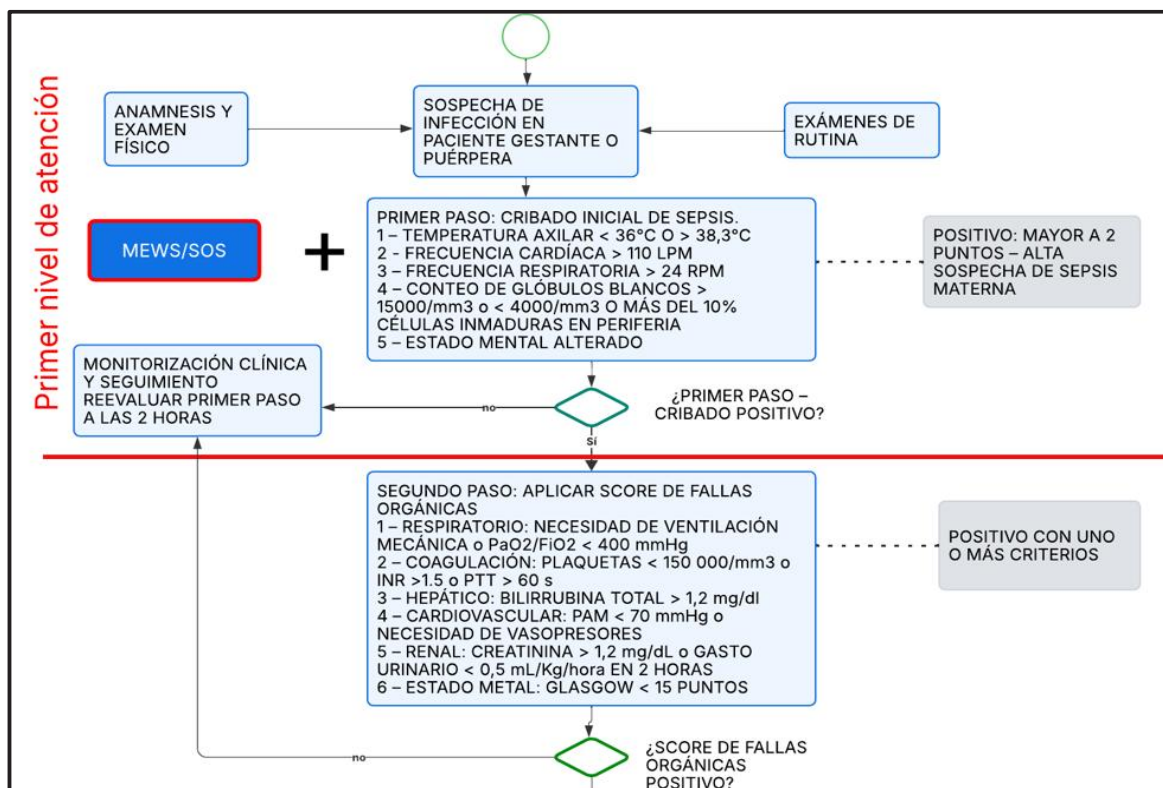 Primer nivel de atención
ANAMNESIS Y
EXAMEN
FÍSICO
SOSPECHA DE
INFECCIÓN EN
PACIENTE GESTANTE O
PUÉRPERA
EXÁMENES DE
RUTINA
MEWS/SOS
+
PRIMER PASO: CRIBADO INICIAL DE SEPSIS.
1 – TEMPERATURA AXILAR < 36°C O > 38,3°C
2 - FRECUENCIA CARDÍACA > 110 LPM
3 – FRECUENCIA RESPIRATORIA > 24 RPM
4 – CONTEO DE GLÓBULOS BLANCOS >
15000/mm3 o < 4000/mm3 O MÁS DEL 10%
CÉLULAS INMADURAS EN PERIFERIA
5 – ESTADO MENTAL ALTERADO
POSITIVO: MAYOR A 2
PUNTOS – ALTA
SOSPECHA DE SEPSIS
MATERNA
MONITORIZACIÓN CLÍNICA
Y SEGUIMIENTO
REEVALUAR PRIMER PASO
A LAS 2 HORAS
no
¿PRIMER PASO –
CRIBADO POSITIVO?
Sí
SEGUNDO PASO: APLICAR SCORE DE FALLAS
ORGÁNICAS
1 – RESPIRATORIO: NECESIDAD DE VENTILACIÓN
MECÁNICA o PaO2/FiO2 < 400 mmHg
2 – COAGULACIÓN: PLAQUETAS < 150 000/mm3 o
INR >1.5 o PTT > 60 s
3 – HEPÁTICO: BILIRRUBINA TOTAL > 1,2 mg/dl
4 – CARDIOVASCULAR: PAM < 70 mmHg o
NECESIDAD DE VASOPRESORES
5 – RENAL: CREATININA > 1,2 mg/dL o GASTO
URINARIO < 0,5 mL/Kg/hora EN 2 HORAS
6 – ESTADO METAL: GLASGOW < 15 PUNTOS
POSITIVO CON UNO
O MÁS CRITERIOS
no
¿SCORE DE FALLAS
ORGÁNICAS
POSITIVO?